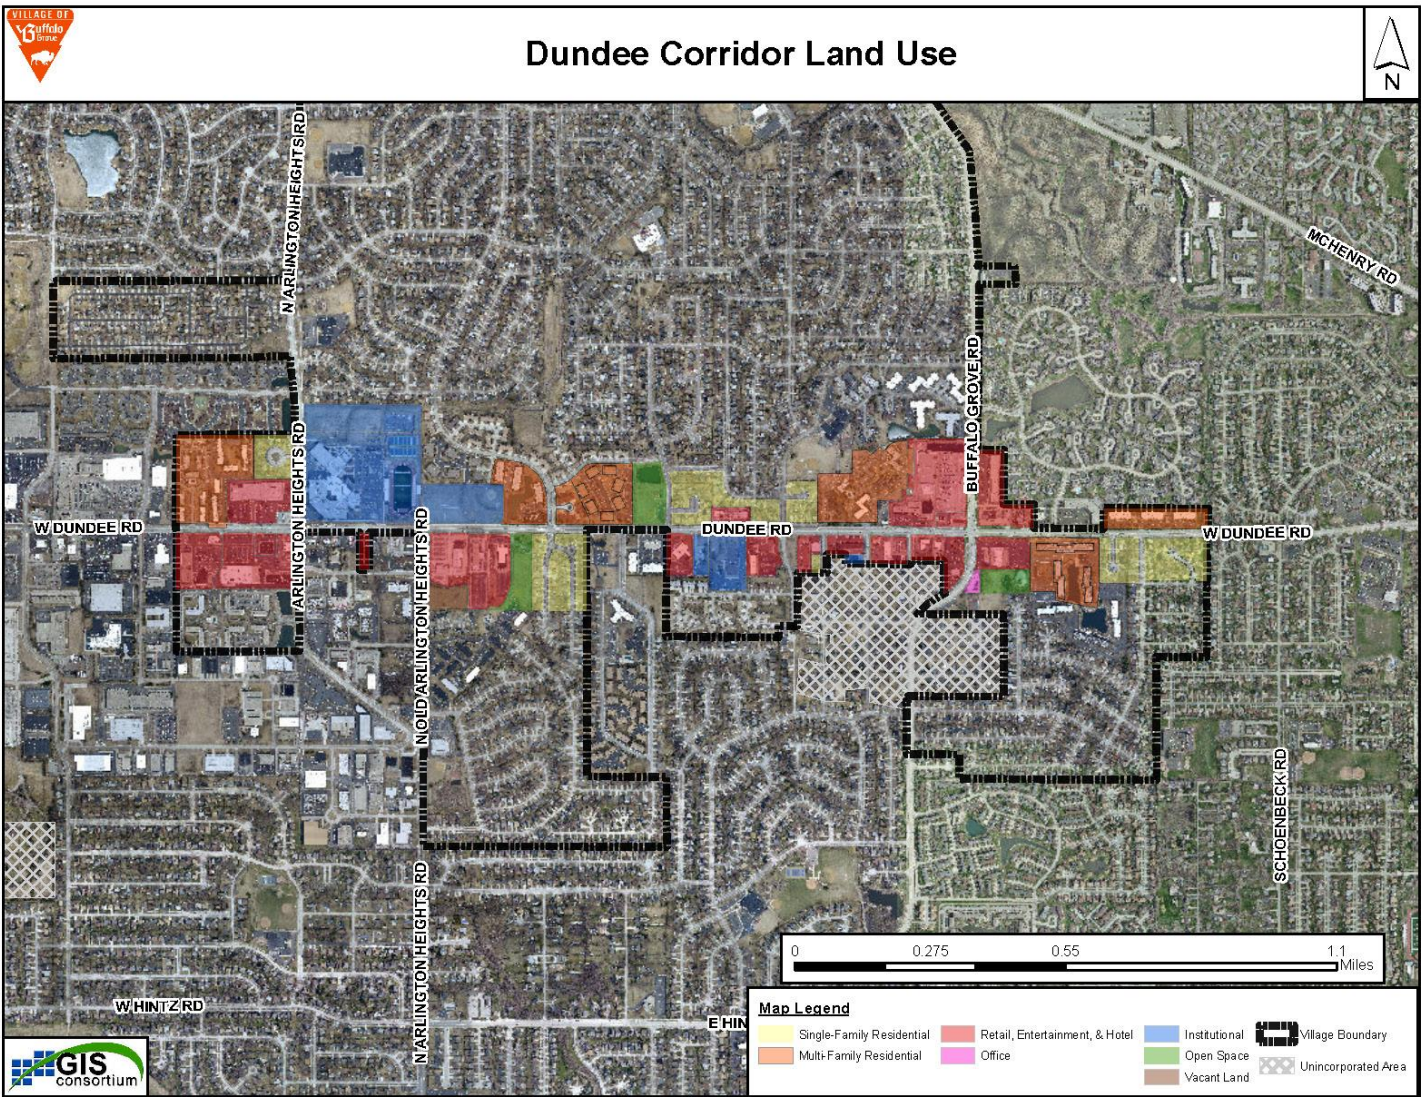 VILLAGE OF
Buffalo
Grove
Dundee Corridor Land Use
N
N ARLINGTON HEIGHTS RD
MCHENRY RD
BUFFALO GROVE RD
ARLINGTON HEIGHTS RD
W DUNDEE RD
DUNDEE RD
W DUNDEE RD
ARLINGTON HEIGHTS RD
N OLD ARLINGTON HEIGHTS RD
SCHOENBECK RD
N ARLINGTON HEIGHTS RD
W HINTZ RD
E HIN
0 0.275 0.55 1.1
Miles
Map Legend
Single-Family Residential
Multi-Family Residential
Retail, Entertainment, & Hotel
Office
Institutional
Open Space
Vacant Land
Village Boundary
Unincorporated Area
GIS
consortium